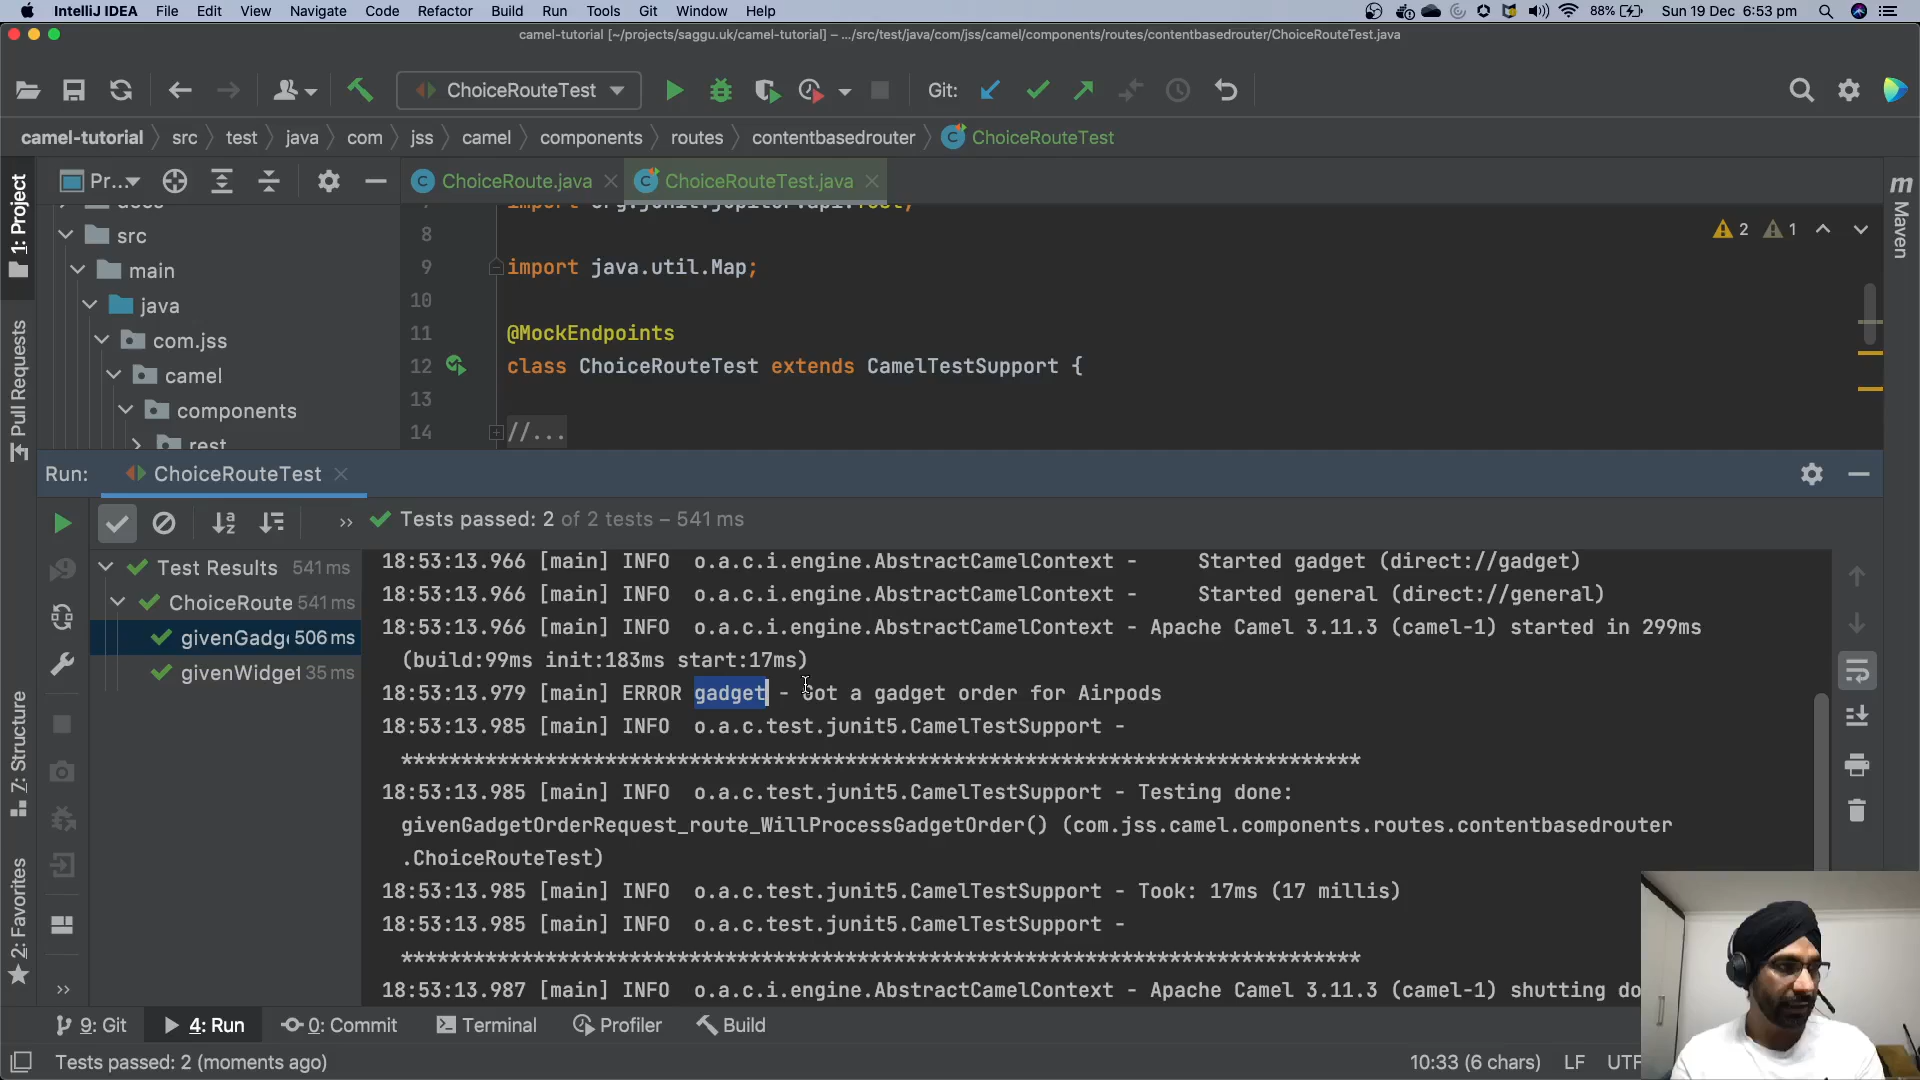 IntelliJ IDEA File Edit View Navigate Code Refactor Build Run Tools Git Window Help 88% Sun 19 Dec 6:53 pm
camel-tutorial [~/projects/saggu.uk/camel-tutorial] – .../src/test/java/com/jss/camel/components/routes/contentbasedrouter/ChoiceRouteTest.java
ChoiceRouteTest Git:
camel-tutorial src test java com jss camel components routes contentbasedrouter ChoiceRouteTest
Pr... ChoiceRoute.java ChoiceRouteTest.java
1: Project
Pull Requests
Z: Structure
2: Favorites
m Maven
src
main
java
com.jss
camel
components
rest
8
9 import java.util.Map;
10
11 @MockEndpoints
12 class ChoiceRouteTest extends CamelTestSupport {
13
14 //...
2 1
Run: ChoiceRouteTest
Tests passed: 2 of 2 tests – 541 ms
Test Results 541 ms
ChoiceRoute 541 ms
givenGadge 506 ms
givenWidget 35 ms
18:53:13.966 [main] INFO o.a.c.i.engine.AbstractCamelContext - Started gadget (direct://gadget)
18:53:13.966 [main] INFO o.a.c.i.engine.AbstractCamelContext - Started general (direct://general)
18:53:13.966 [main] INFO o.a.c.i.engine.AbstractCamelContext - Apache Camel 3.11.3 (camel-1) started in 299ms
(build:99ms init:183ms start:17ms)
18:53:13.979 [main] ERROR gadget - Got a gadget order for Airpods
18:53:13.985 [main] INFO o.a.c.test.junit5.CamelTestSupport -
********************************************************************************
18:53:13.985 [main] INFO o.a.c.test.junit5.CamelTestSupport - Testing done:
givenGadgetOrderRequest_route_WillProcessGadgetOrder() (com.jss.camel.components.routes.contentbasedrouter
.ChoiceRouteTest)
18:53:13.985 [main] INFO o.a.c.test.junit5.CamelTestSupport - Took: 17ms (17 millis)
18:53:13.985 [main] INFO o.a.c.test.junit5.CamelTestSupport -
********************************************************************************
18:53:13.987 [main] INFO o.a.c.i.engine.AbstractCamelContext - Apache Camel 3.11.3 (camel-1) shutting do
9: Git 4: Run 0: Commit Terminal Profiler Build
Tests passed: 2 (moments ago) 10:33 (6 chars) LF UTF